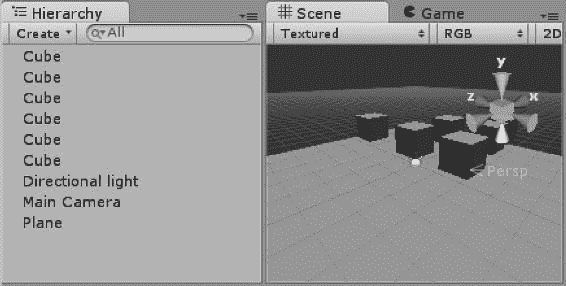 Hierarchy
Create
All
Cube
Cube
Cube
Cube
Cube
Cube
Directional light
Main Camera
Plane
Scene
Game
Textured
RGB
2D
y
z
x
Persp